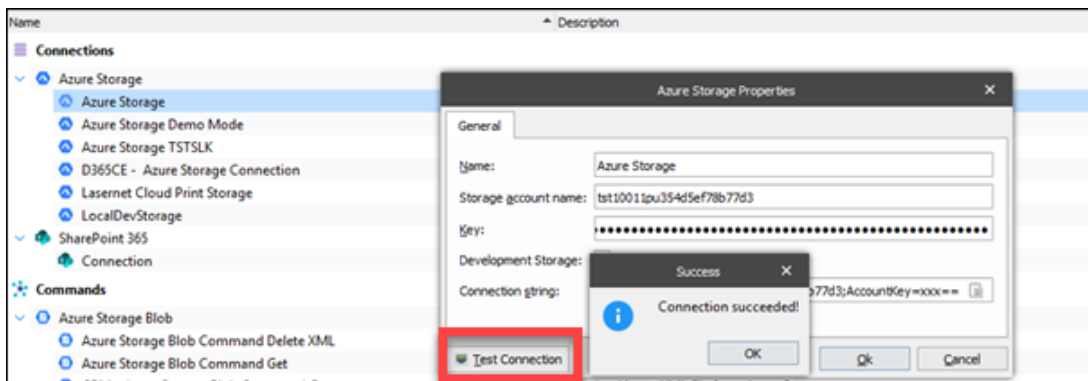 Name
Description
Connections
Azure Storage
Azure Storage
Azure Storage Demo Mode
Azure Storage TSTSLK
D365CE - Azure Storage Connection
Lasernet Cloud Print Storage
LocalDevStorage
SharePoint 365
Connection
Commands
Azure Storage Blob
Azure Storage Blob Command Delete XML
Azure Storage Blob Command Get
Azure Storage Properties
General
Name:
Azure Storage
Storage account name:
tst10011pu354d5ef78b77d3
Key:
Development Storage:
Connection string:
b77d3;AccountKey=xxx==
Success
Connection succeeded!
OK
Test Connection
Ok
Cancel